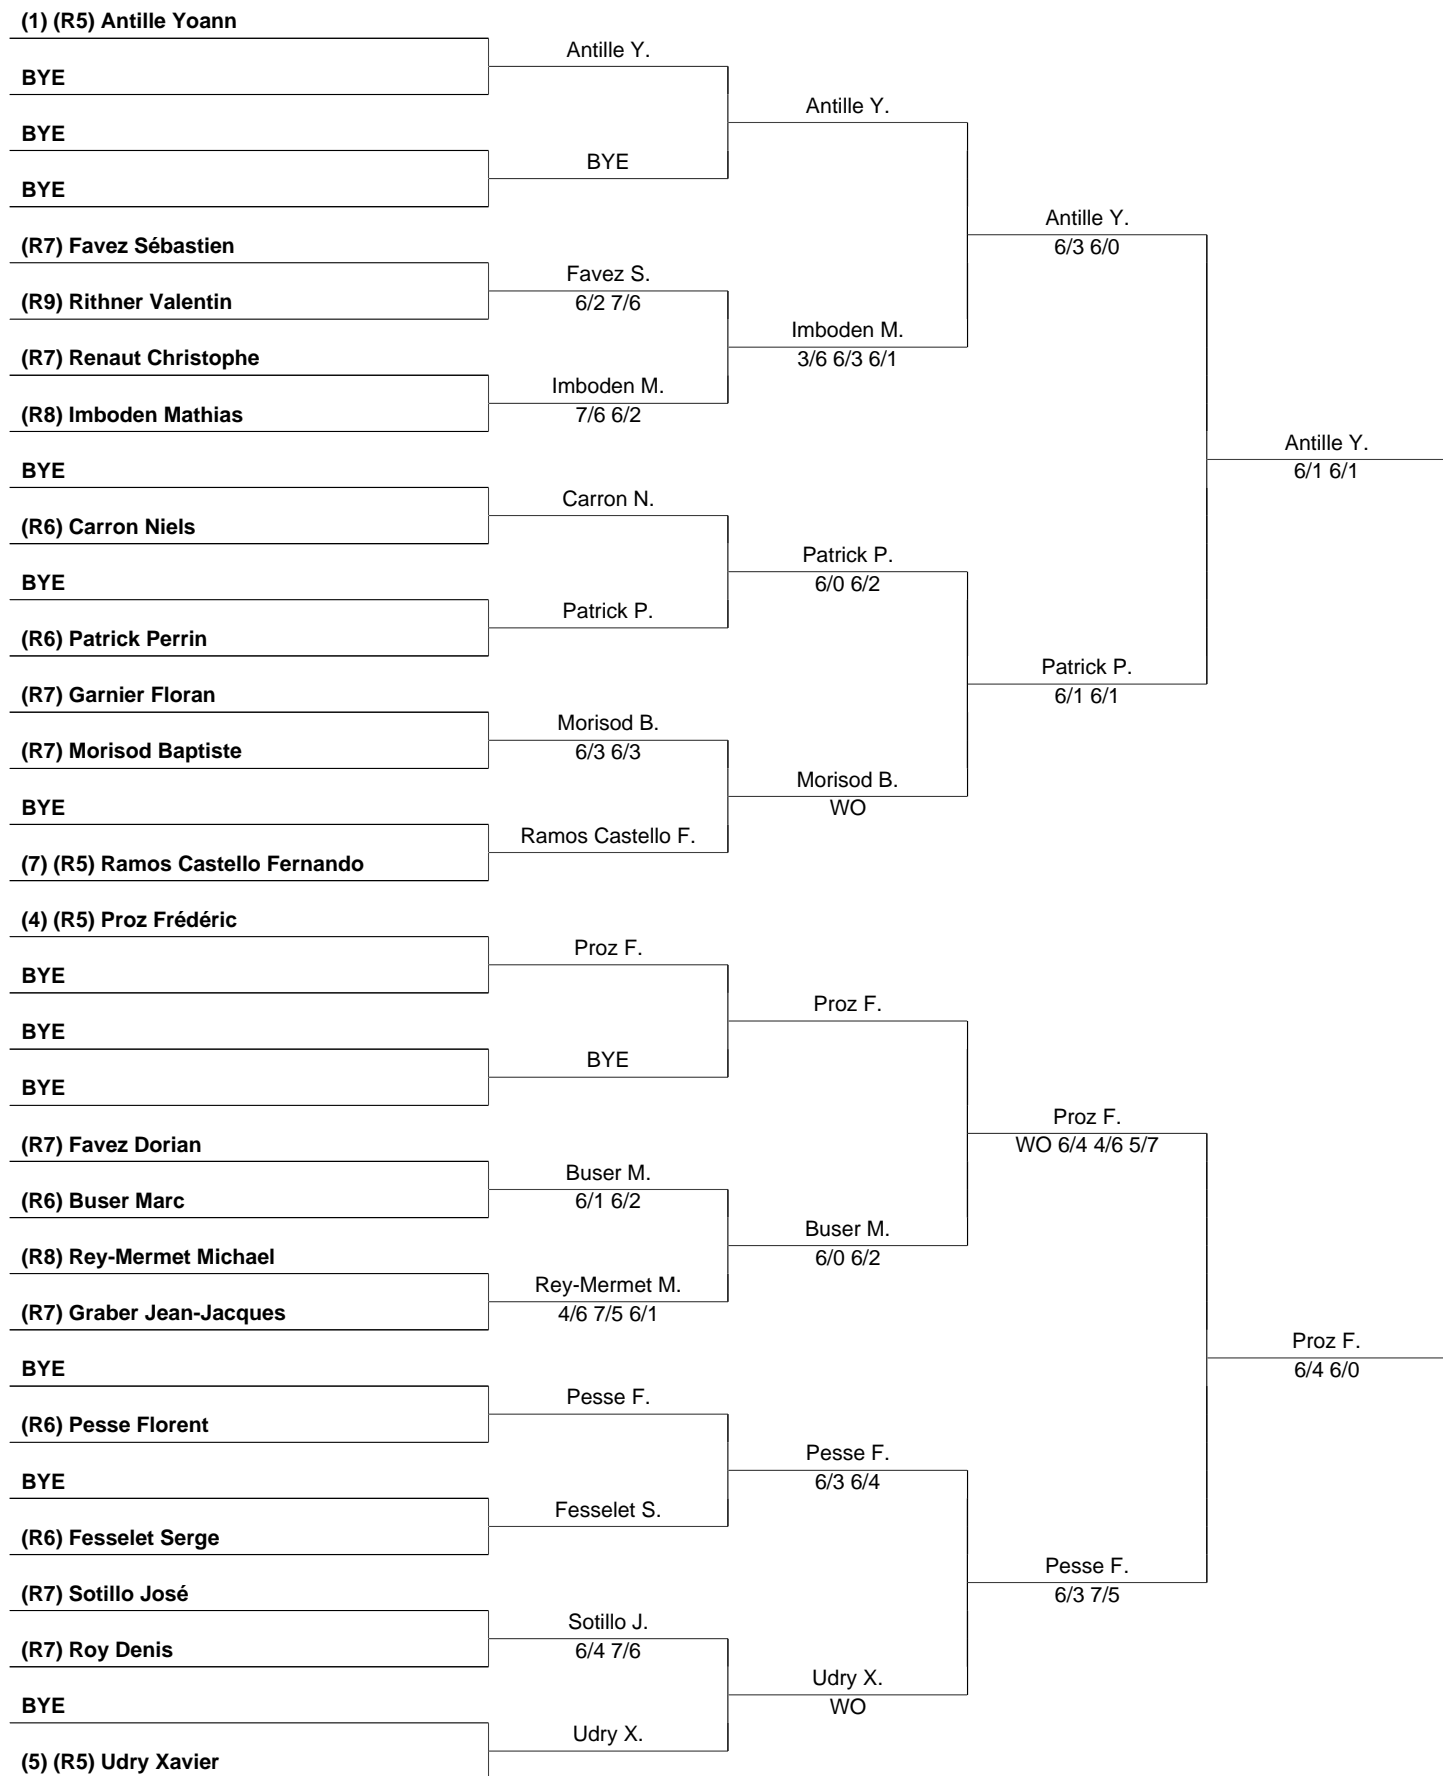 (1) (R5) Antille Yoann
Antille Y.
BYE
Antille Y.
BYE
BYE
BYE
Antille Y.
6/3 6/0
(R7) Favez Sébastien
Favez S.
6/2 7/6
(R9) Rithner Valentin
Imboden M.
3/6 6/3 6/1
(R7) Renaut Christophe
Imboden M.
7/6 6/2
(R8) Imboden Mathias
Antille Y.
6/1 6/1
BYE
Carron N.
(R6) Carron Niels
Patrick P.
6/0 6/2
BYE
Patrick P.
(R6) Patrick Perrin
Patrick P.
6/1 6/1
(R7) Garnier Floran
Morisod B.
6/3 6/3
(R7) Morisod Baptiste
Morisod B.
WO
BYE
Ramos Castello F.
(7) (R5) Ramos Castello Fernando
(4) (R5) Proz Frédéric
Proz F.
BYE
Proz F.
BYE
BYE
BYE
Proz F.
WO 6/4 4/6 5/7
(R7) Favez Dorian
Buser M.
6/1 6/2
(R6) Buser Marc
Buser M.
6/0 6/2
(R8) Rey-Mermet Michael
Rey-Mermet M.
4/6 7/5 6/1
(R7) Graber Jean-Jacques
Proz F.
6/4 6/0
BYE
Pesse F.
(R6) Pesse Florent
Pesse F.
6/3 6/4
BYE
Fesselet S.
(R6) Fesselet Serge
Pesse F.
6/3 7/5
(R7) Sotillo José
Sotillo J.
6/4 7/6
(R7) Roy Denis
Udry X.
WO
BYE
Udry X.
(5) (R5) Udry Xavier